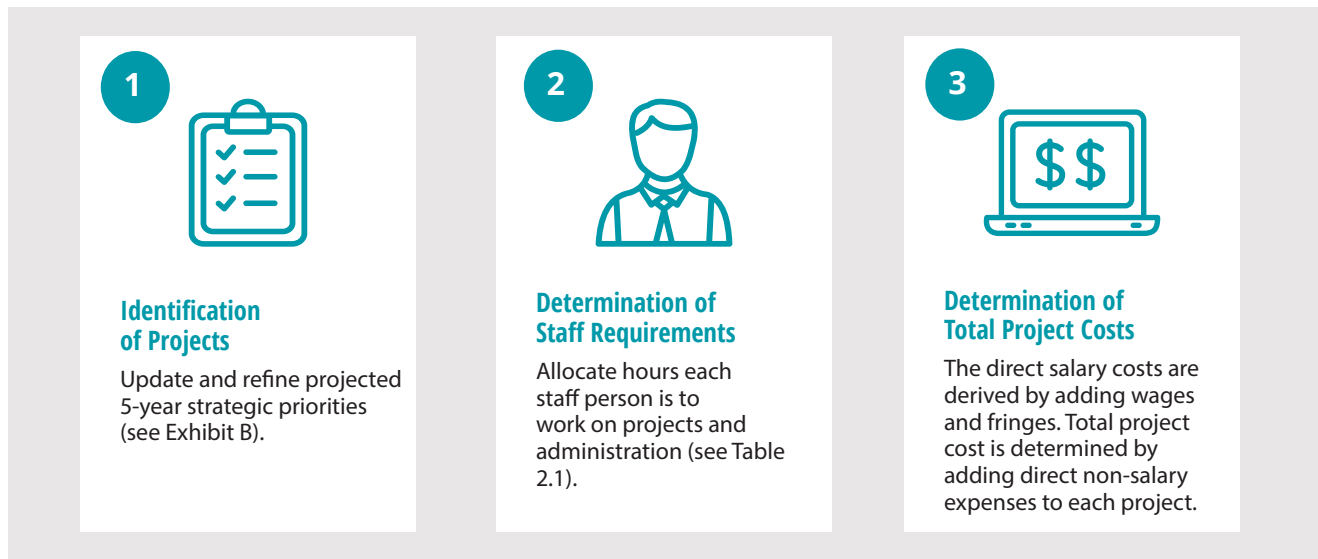 1
Identification
of Projects
Update and refine projected
5-year strategic priorities
(see Exhibit B).
2
Determination of
Staff Requirements
Allocate hours each
staff person is to
work on projects and
administration (see Table
2.1).
3
$$
Determination of
Total Project Costs
The direct salary costs are
derived by adding wages
and fringes. Total project
cost is determined by
adding direct non-salary
expenses to each project.